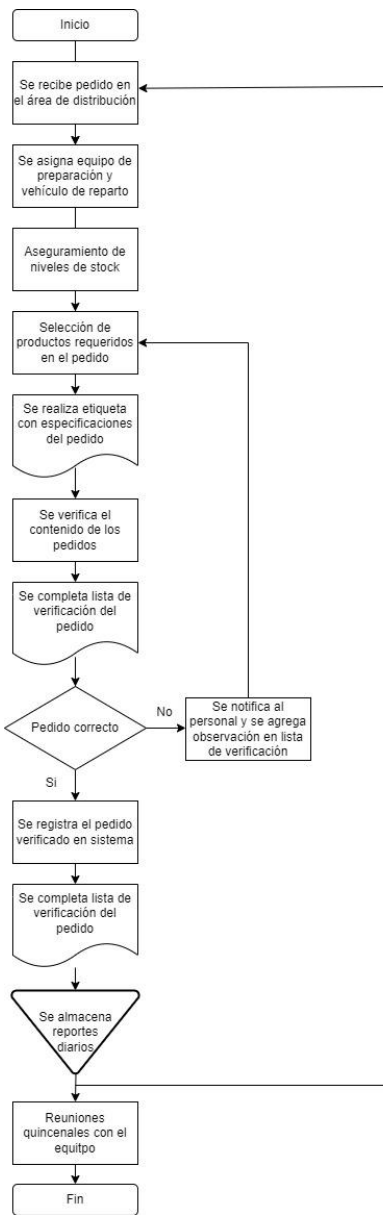 Inicio
Se recibe pedido en
el área de distribución
Se asigna equipo de
preparación y
vehículo de reparto
Aseguramiento de
niveles de stock
Selección de
productos requeridos
en el pedido
Se realiza etiqueta
con especificaciones
del pedido
Se verifica el
contenido de los
pedidos
Se completa lista de
verificación del
pedido
Pedido correcto
No
Se notifica al
personal y se agrega
observación en lista
de verificación
Si
Se registra el pedido
verificado en sistema
Se completa lista de
verificación del
pedido
Se almacena
reportes
diarios
Reuniones
quincenales con el
equitpo
Fin